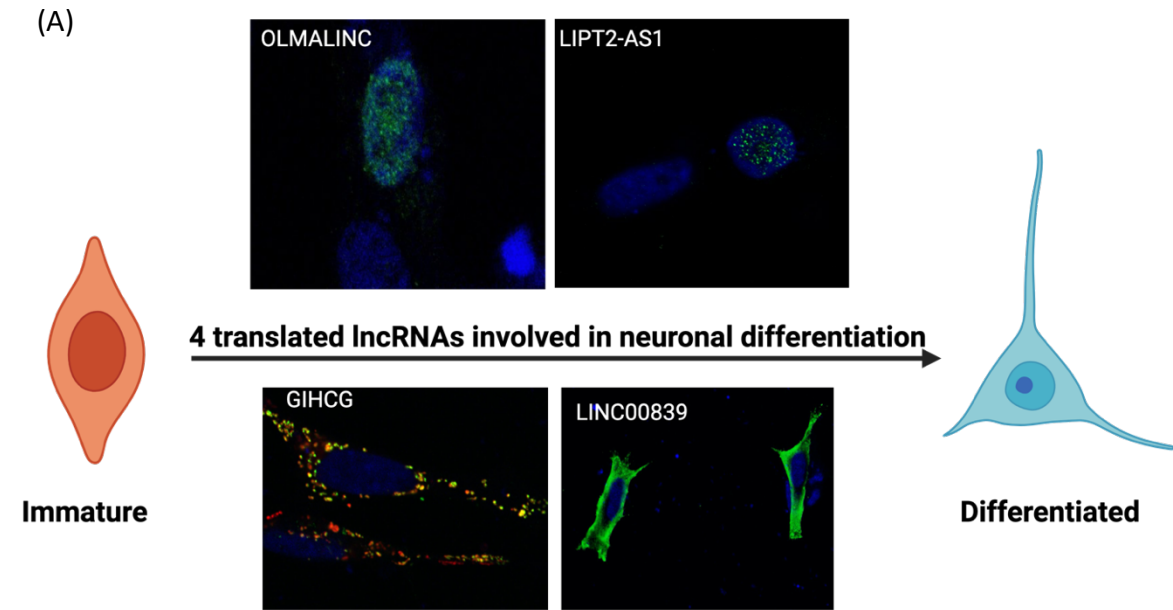 (A)
OLMALINC
LIPT2-AS1
4 translated lncRNAs involved in neuronal differentiation
GIHCG
LINC00839
Immature
Differentiated